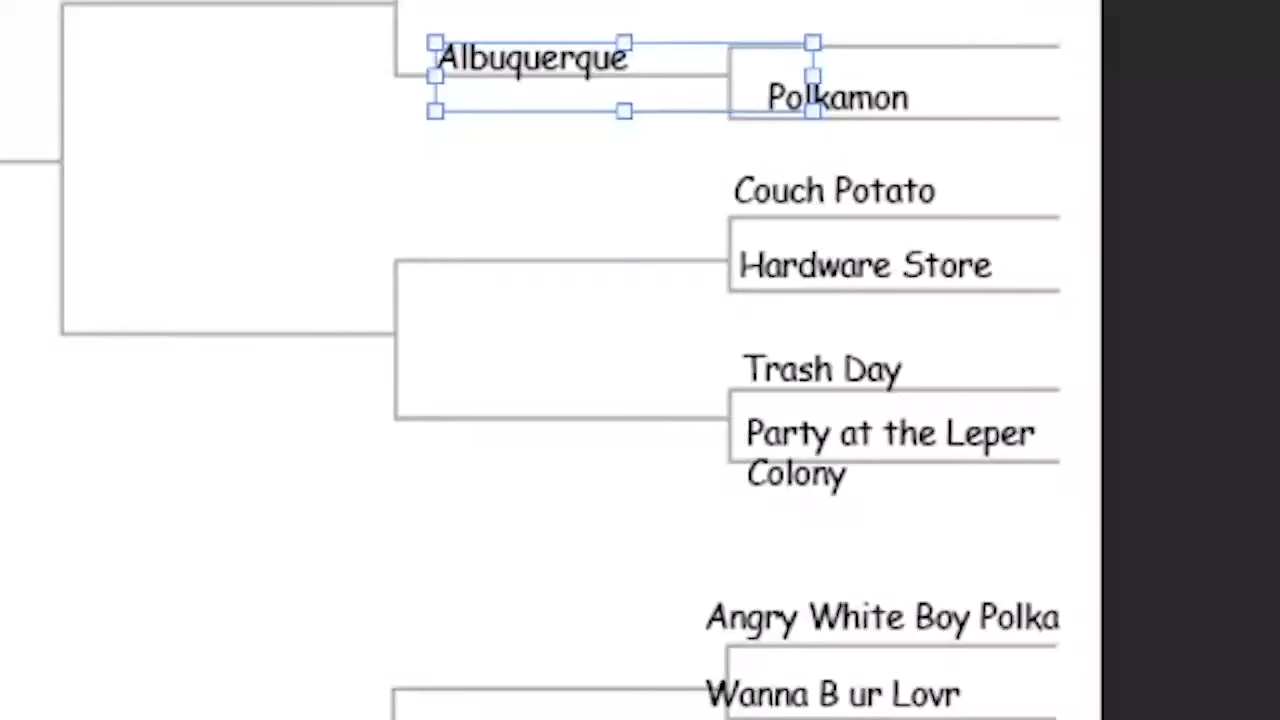 Albuquerque
Polkamon
Couch Potato
Hardware Store
Trash Day
Party at the Leper
Colony
Angry White Boy Polka
Wanna B ur Lovr